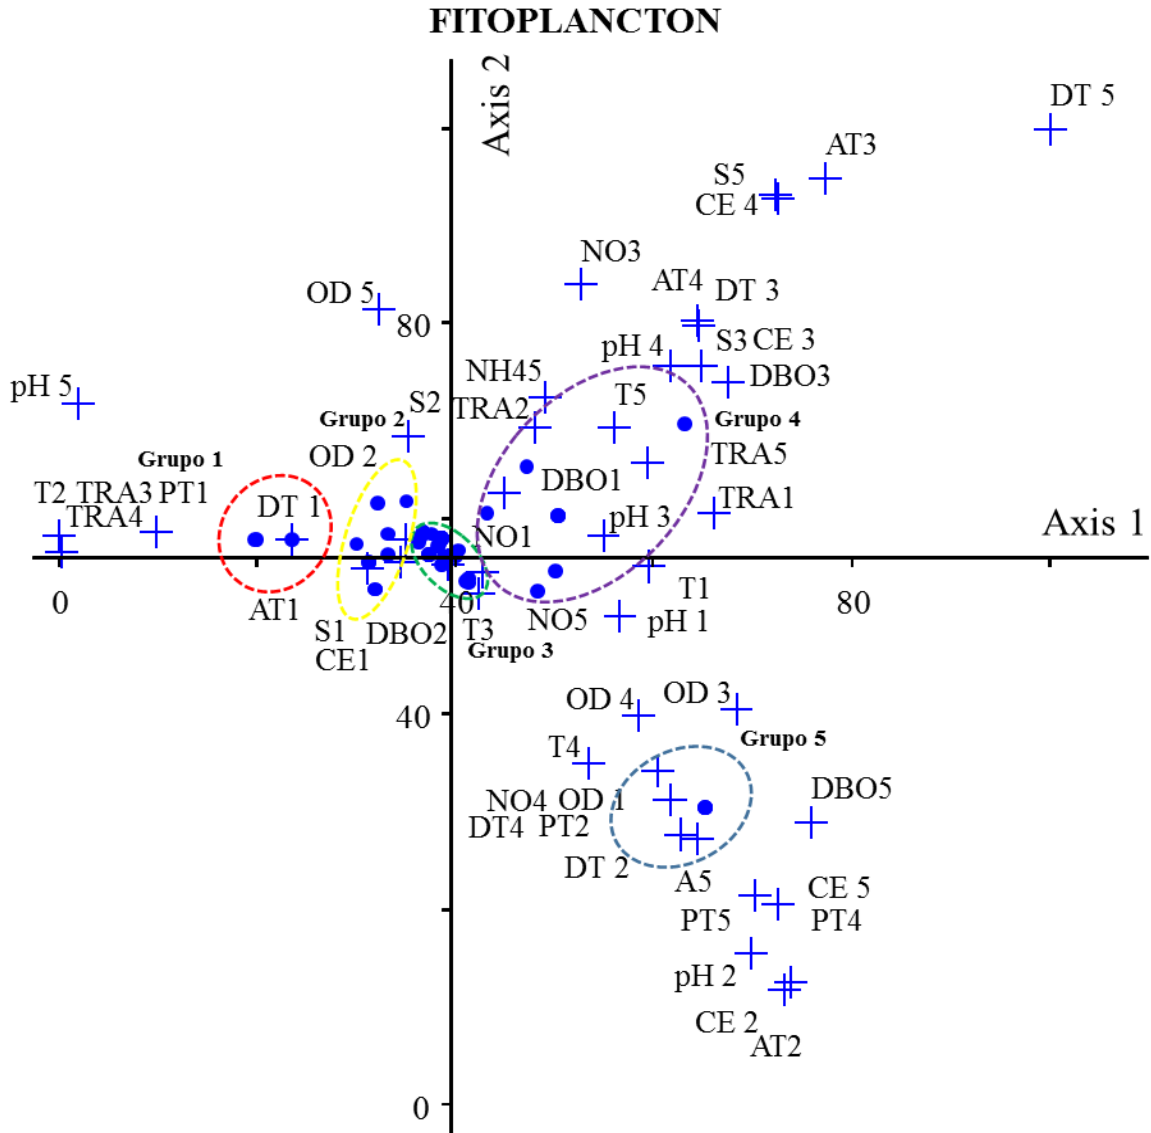 FITOPLANCTON
Axis 2
DT 5
AT3
S5
CE 4
NO3
AT4
DT 3
OD 5
80
pH 4
S3 CE 3
NH45
DBO3
pH 5
S2 TRA2
T5
Grupo 2
Grupo 4
Grupo 1
OD 2
TRA5
T2 TRA3 PT1
DBO1
TRA4
DT 1
TRA1
pH 3
Axis 1
NO1
0
40
80
AT1
T1
NO5
S1 DBO2 T3
pH 1
CE1
Grupo 3
OD 4
OD 3
40
Grupo 5
T4
DBO5
NO4 OD 1
DT4 PT2
DT 2
A5
CE 5
PT5
PT4
pH 2
CE 2
AT2
0